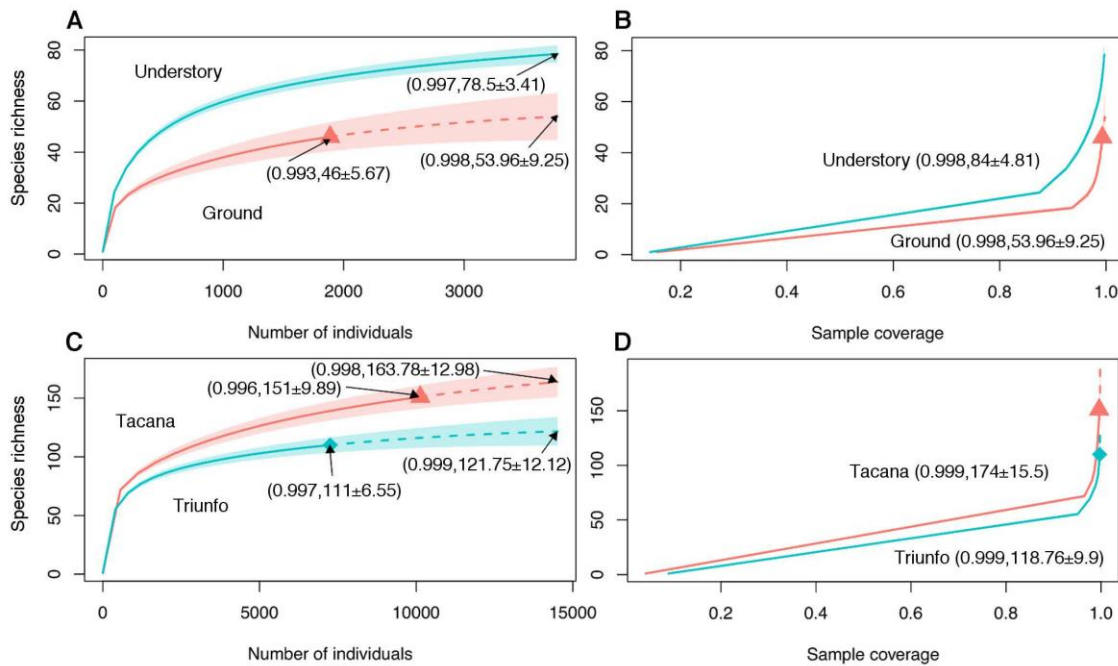 A
Species richness
80
60
40
20
0
Understory
(0.997,78.5±3.41)
(0.998,53.96±9.25)
(0.993,46±5.67)
Ground
0
1000
2000
3000
Number of individuals
B
80
60
40
20
0
Understory (0.998,84±4.81)
Ground (0.998,53.96±9.25)
0.2
0.4
0.6
0.8
1.0
Sample coverage
C
Species richness
150
100
50
0
(0.998,163.78±12.98)
(0.996,151±9.89)
Tacana
(0.999,121.75±12.12)
(0.997,111±6.55)
Triunfo
0
5000
10000
15000
Number of individuals
D
150
100
50
0
Tacana (0.999,174±15.5)
Triunfo (0.999,118.76±9.9)
0.2
0.4
0.6
0.8
1.0
Sample coverage